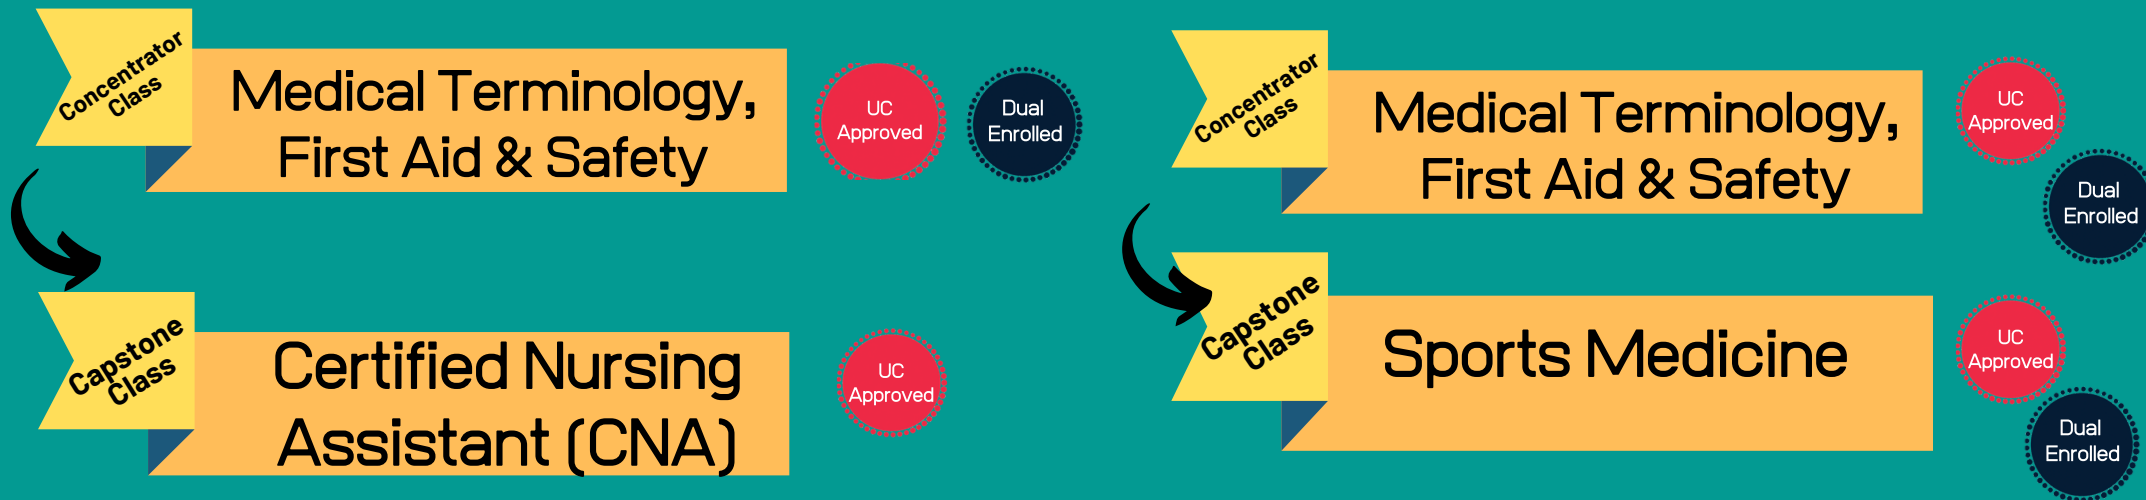 Concentrator
Class
Medical Terminology,
First Aid & Safety
UC
Approved
Dual
Enrolled
Capstone
Class
Certified Nursing
Assistant (CNA)
UC
Approved
Concentrator
Class
Medical Terminology,
First Aid & Safety
UC
Approved
Dual
Enrolled
Capstone
Class
Sports Medicine
UC
Approved
Dual
Enrolled